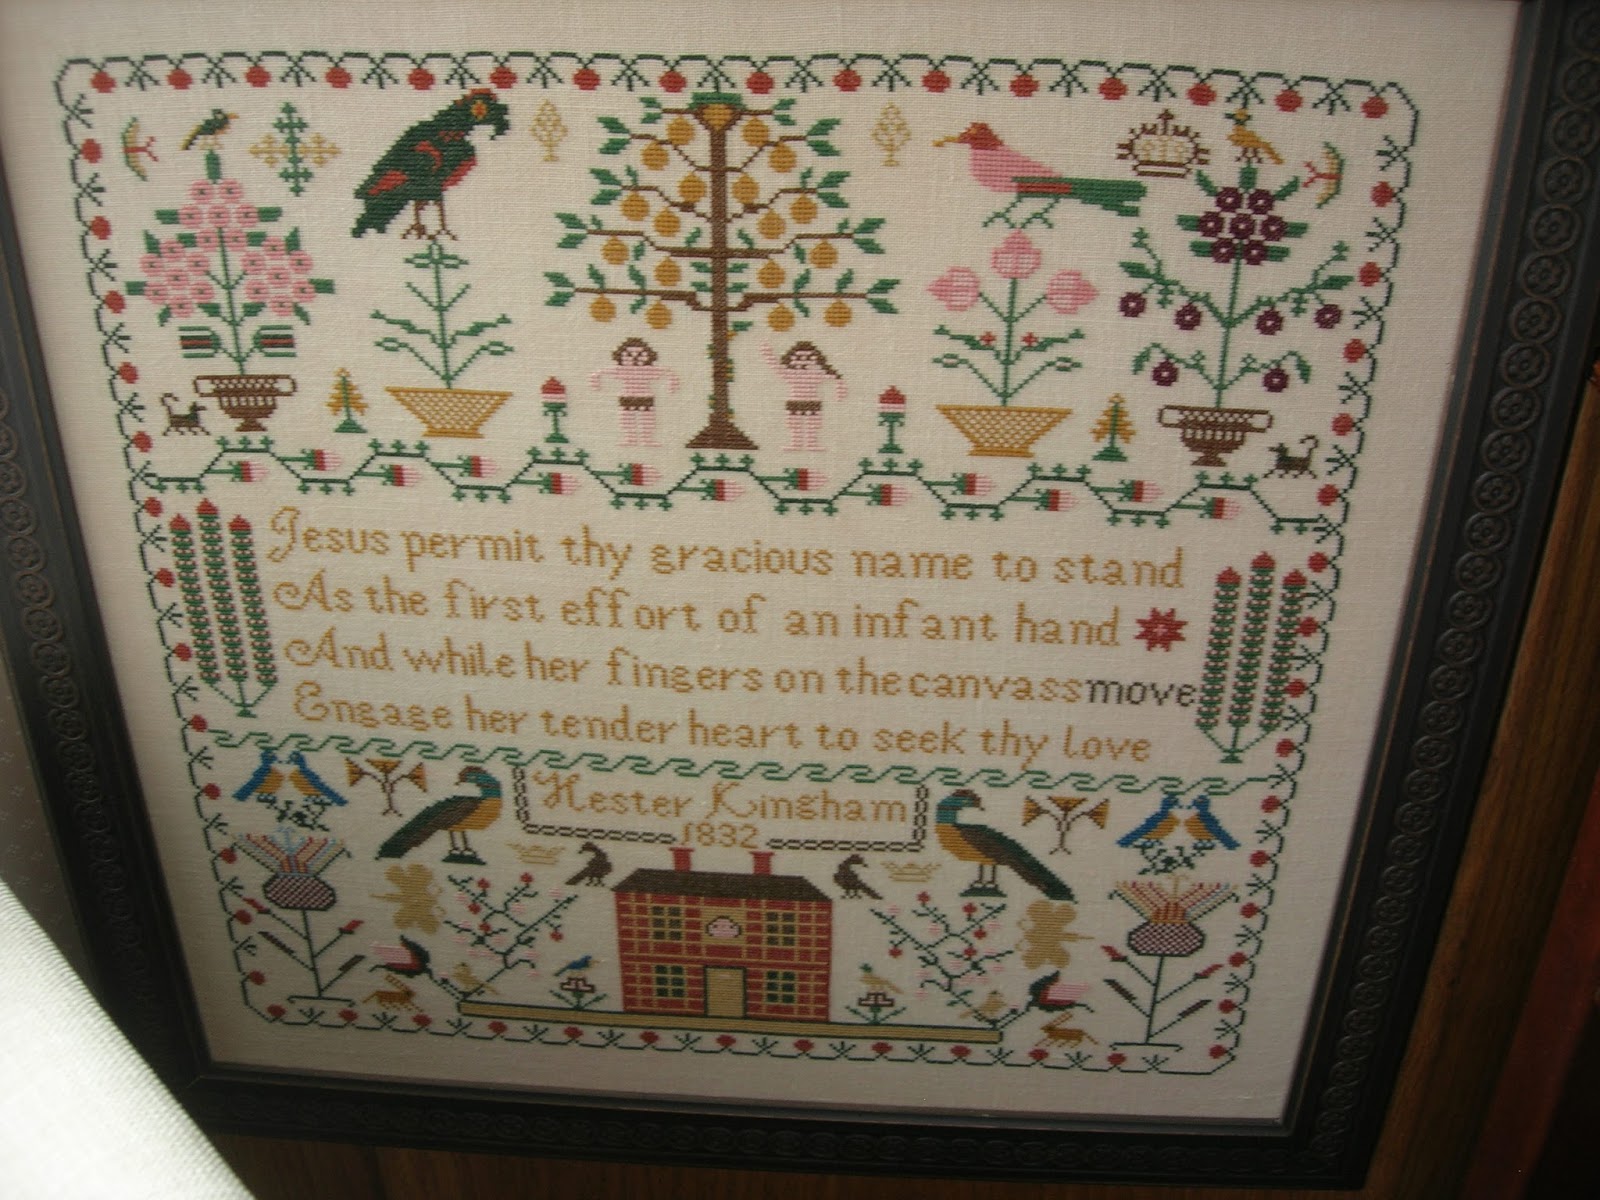 Jesus permit thy gracious name to stand
As the first effort of an infant hand
And while her fingers on the canvass move
Engage her tender heart to seek thy love
Hester Kingham
1832